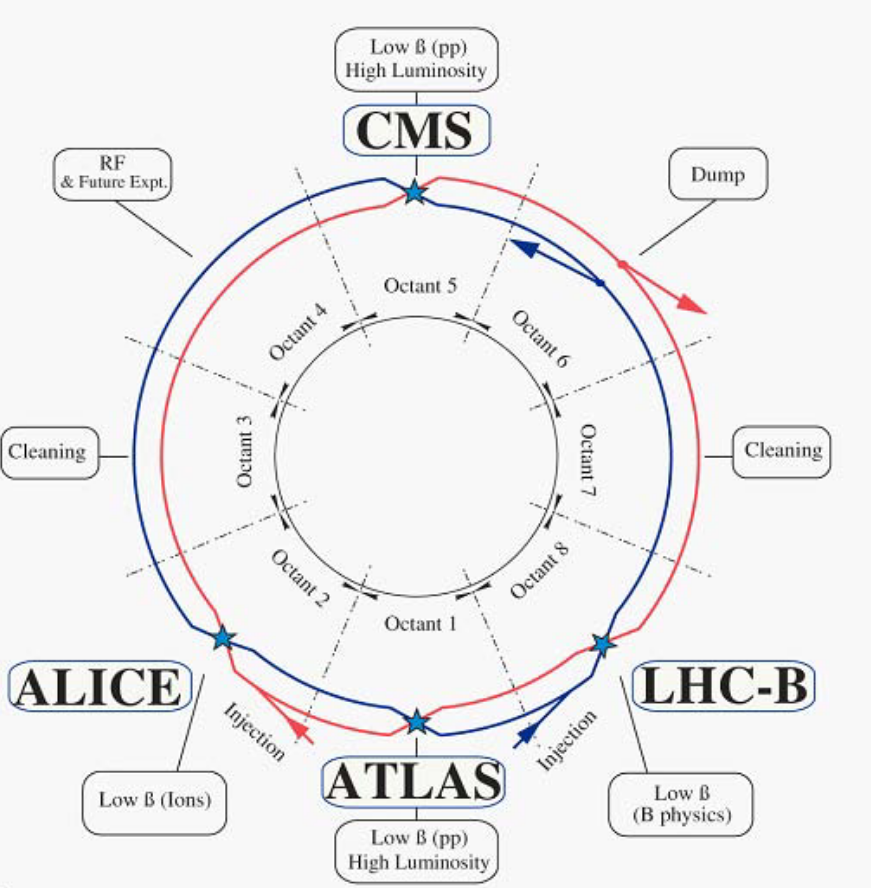 Low ß (pp)
High Luminosity
CMS
RF
& Future Expt.
Dump
Octant 5
Octant 4
Octant 6
Cleaning
Octant 3
Octant 7
Cleaning
Octant 2
Octant 8
Octant 1
ALICE
LHC-B
Injection
Injection
ATLAS
Low ß (Ions)
Low ß
(B physics)
Low ß (pp)
High Luminosity